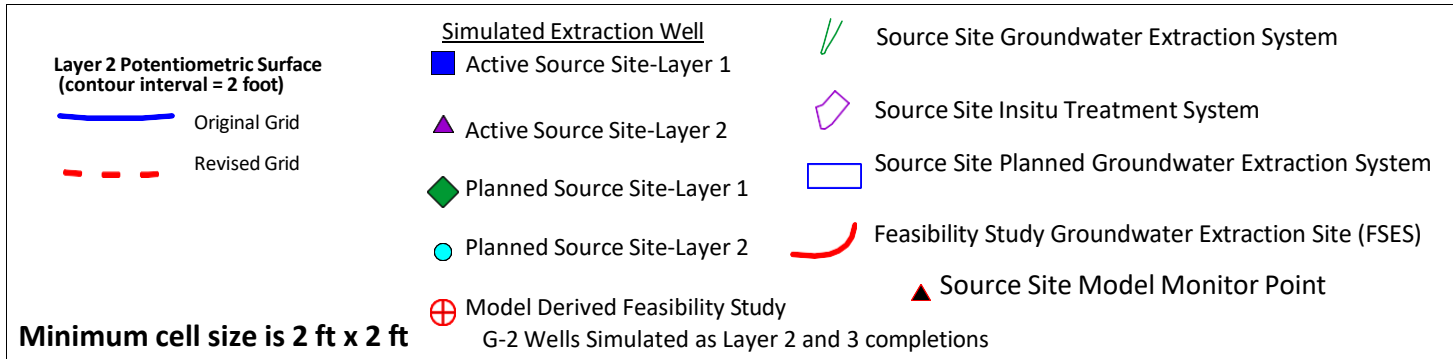 Layer 2 Potentiometric Surface
(contour interval = 2 foot)
Original Grid
Revised Grid
Minimum cell size is 2 ft x 2 ft
Simulated Extraction Well
Active Source Site-Layer 1
Active Source Site-Layer 2
Planned Source Site-Layer 1
Planned Source Site-Layer 2
Model Derived Feasibility Study
G-2 Wells Simulated as Layer 2 and 3 completions
Source Site Groundwater Extraction System
Source Site Insitu Treatment System
Source Site Planned Groundwater Extraction System
Feasibility Study Groundwater Extraction Site (FSES)
Source Site Model Monitor Point